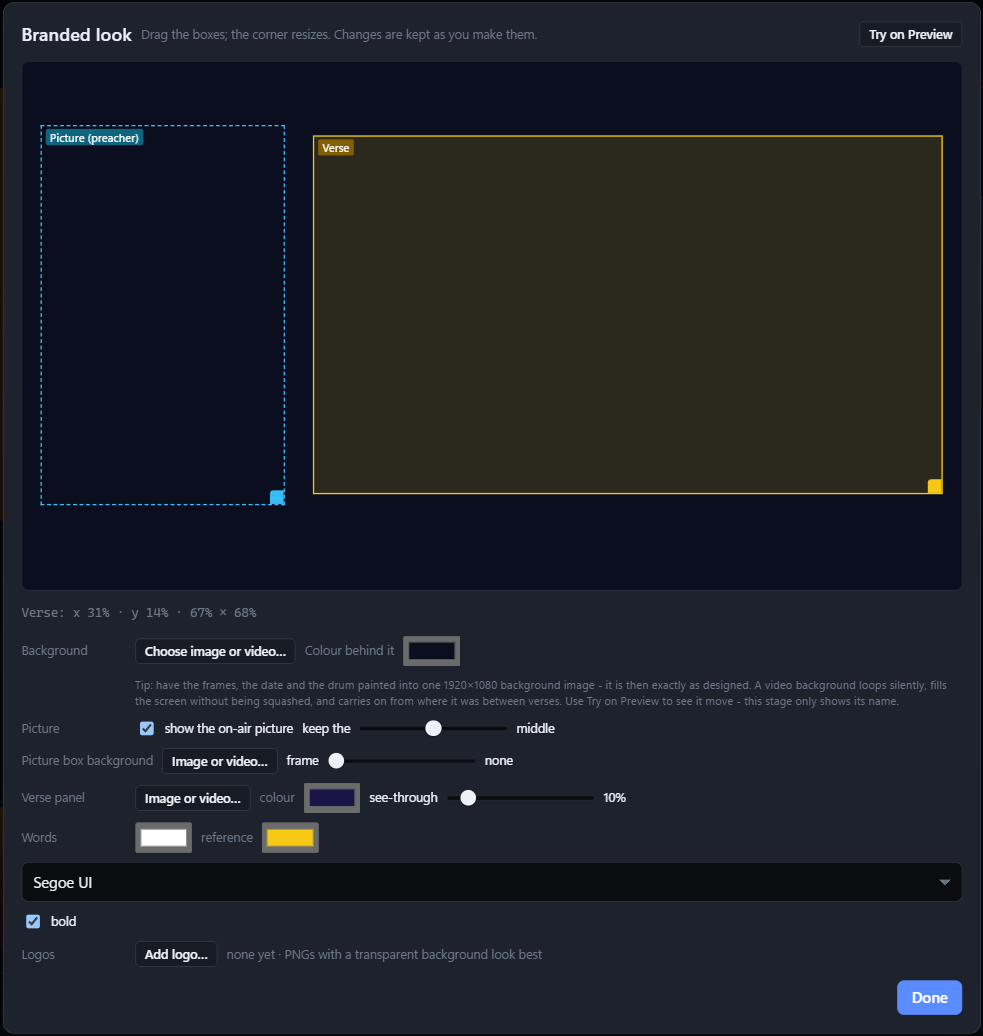 Branded look Drag the boxes; the corner resizes. Changes are kept as you make them. Try on Preview
Picture (preacher)
Verse
Verse: x 31% · y 14% · 67% × 68%
Background Choose image or video... Colour behind it
Tip: have the frames, the date and the drum painted into one 1920×1080 background image - it is then exactly as designed. A video background loops silently, fills
the screen without being squashed, and carries on from where it was between verses. Use Try on Preview to see it move - this stage only shows its name.
Picture show the on-air picture keep the middle
Picture box background Image or video... frame none
Verse panel Image or video... colour see-through 10%
Words reference
Segoe UI
bold
Logos Add logo... none yet · PNGs with a transparent background look best
Done